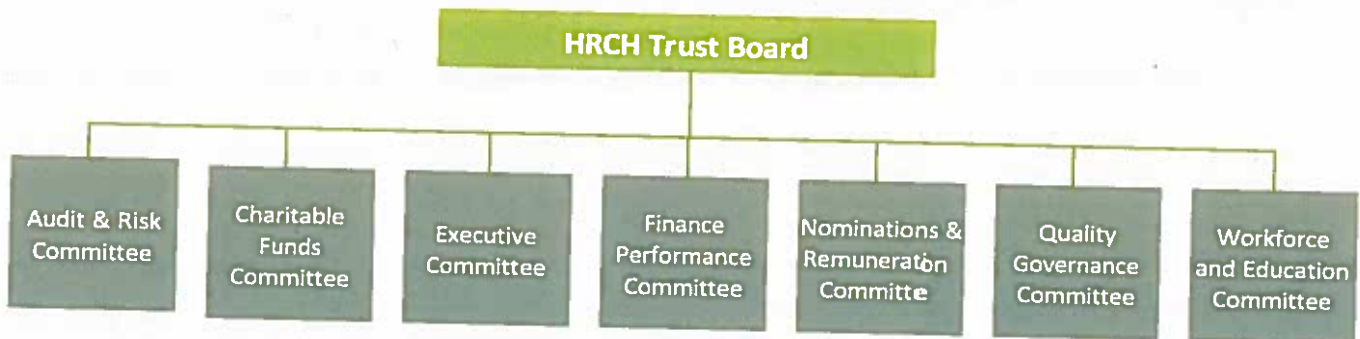 HRCH Trust Board
Audit & Risk
Committee
Charitable
Funds
Committee
Executive
Committee
Finance
Performance
Committee
Nominations &
Remuneration
Committe
Quality
Governance
Committee
Workforce
and Education
Committee